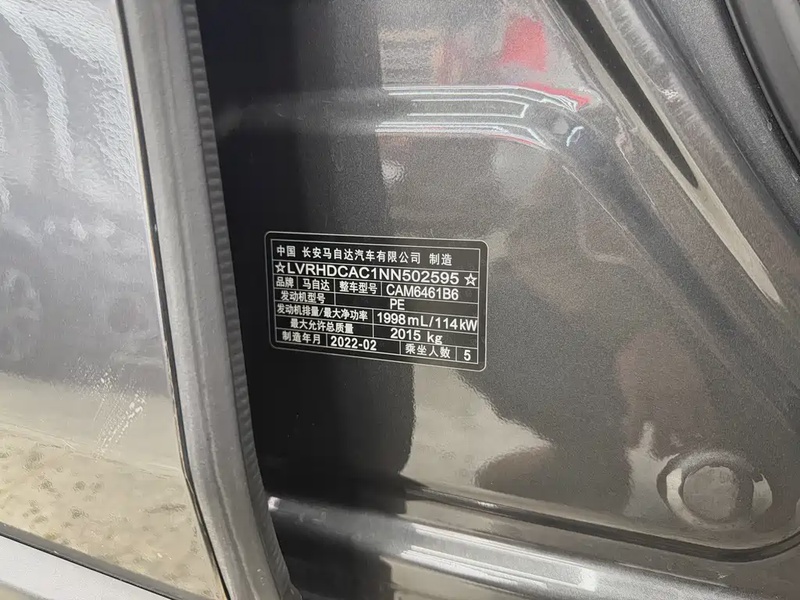 中国 长安马自达汽车有限公司 制造
☆LVRHDCAC1NN502595☆
品牌 马自达 整车型号 CAM6461B6
发动机型号 PE
发动机排量/最大净功率 1998mL/114kW
最大允许总质量 2015 kg
制造年月 2022-02 乘坐人数 5